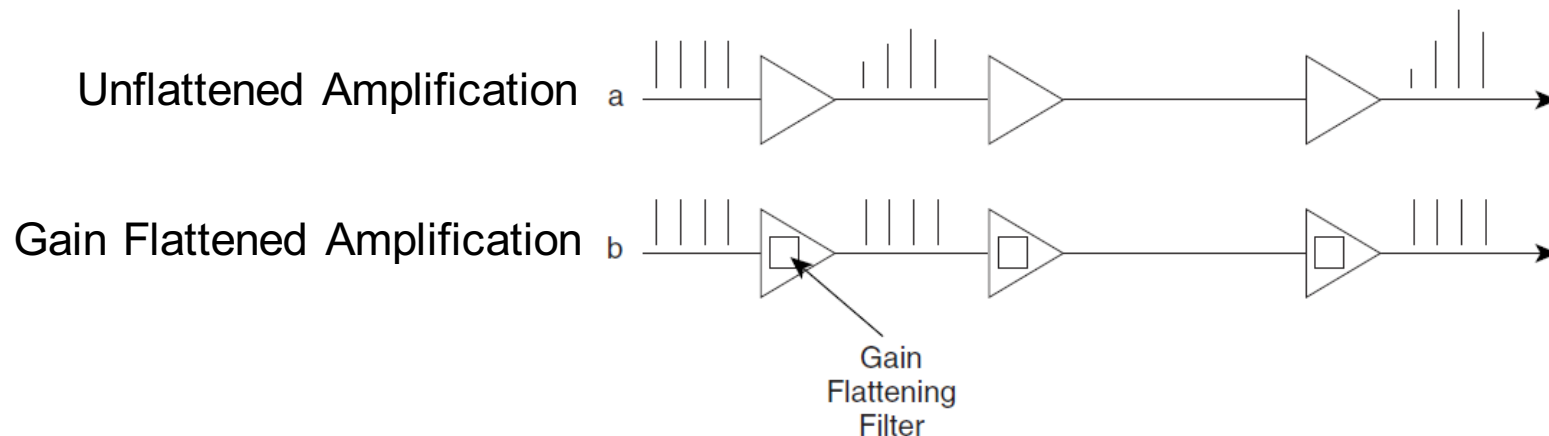 Unflattened Amplification a
Gain Flattened Amplification b
Gain
Flattening
Filter